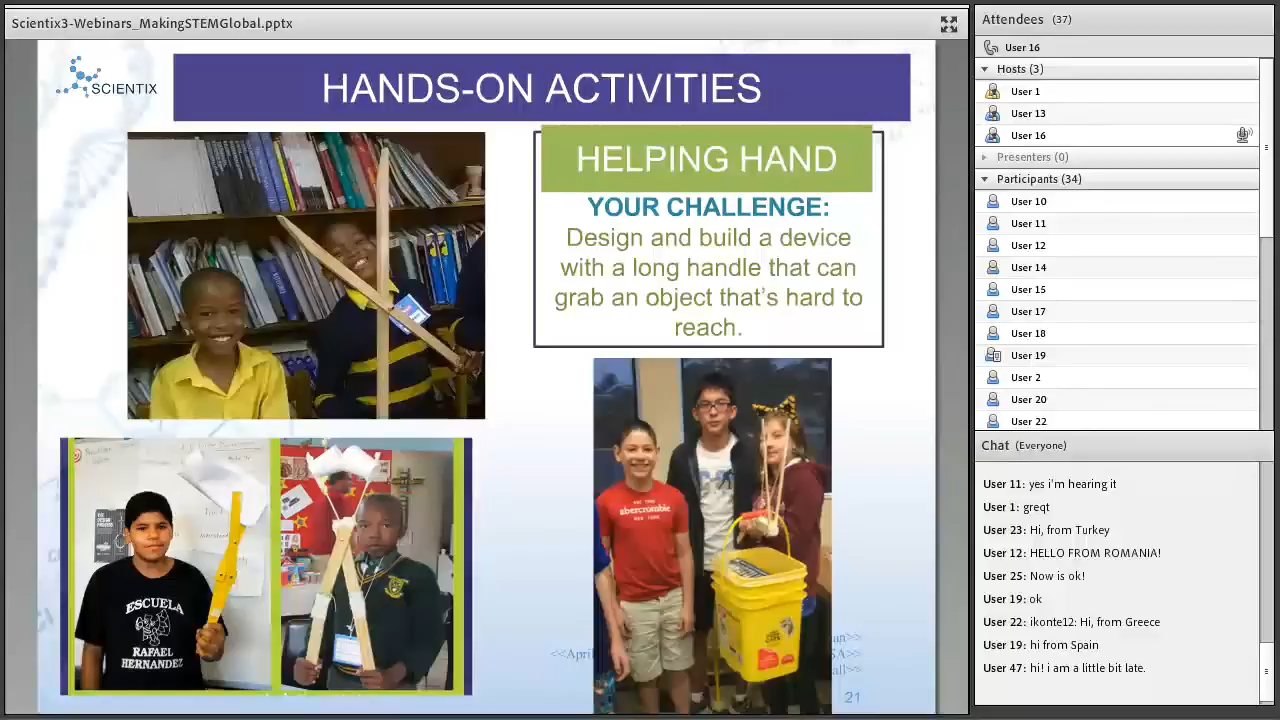 Scientix3-Webinars_MakingSTEMGlobal.pptx
SCIENTIX
HANDS-ON ACTIVITIES
HELPING HAND
YOUR CHALLENGE:
Design and build a device
with a long handle that can
grab an object that's hard to
reach.
abercrombie
ESCUELA
RAFAEL
HERNANDEZ
<<April
21
Attendees (37)
User 16
Hosts (3)
User 1
User 13
User 16
Presenters (0)
Participants (34)
User 10
User 11
User 12
User 14
User 15
User 17
User 18
User 19
User 2
User 20
User 22
Chat (Everyone)
User 11: yes i'm hearing it
User 1: greqt
User 23: Hi, from Turkey
User 12: HELLO FROM ROMANIA!
User 25: Now is ok!
User 19: ok
User 22: ikonte12: Hi, from Greece
User 19: hi from Spain
User 47: hi! i am a little bit late.